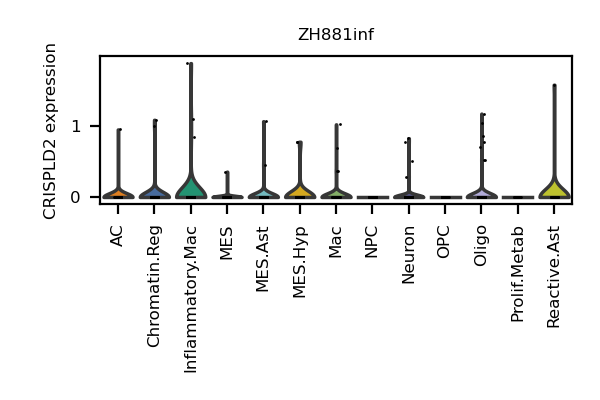 ZH881inf
CRISPLD2 expression
1
0
AC
Chromatin.Reg
Inflammatory.Mac
MES
MES.Ast
MES.Hyp
Mac
NPC
Neuron
OPC
Oligo
Prolif.Metab
Reactive.Ast